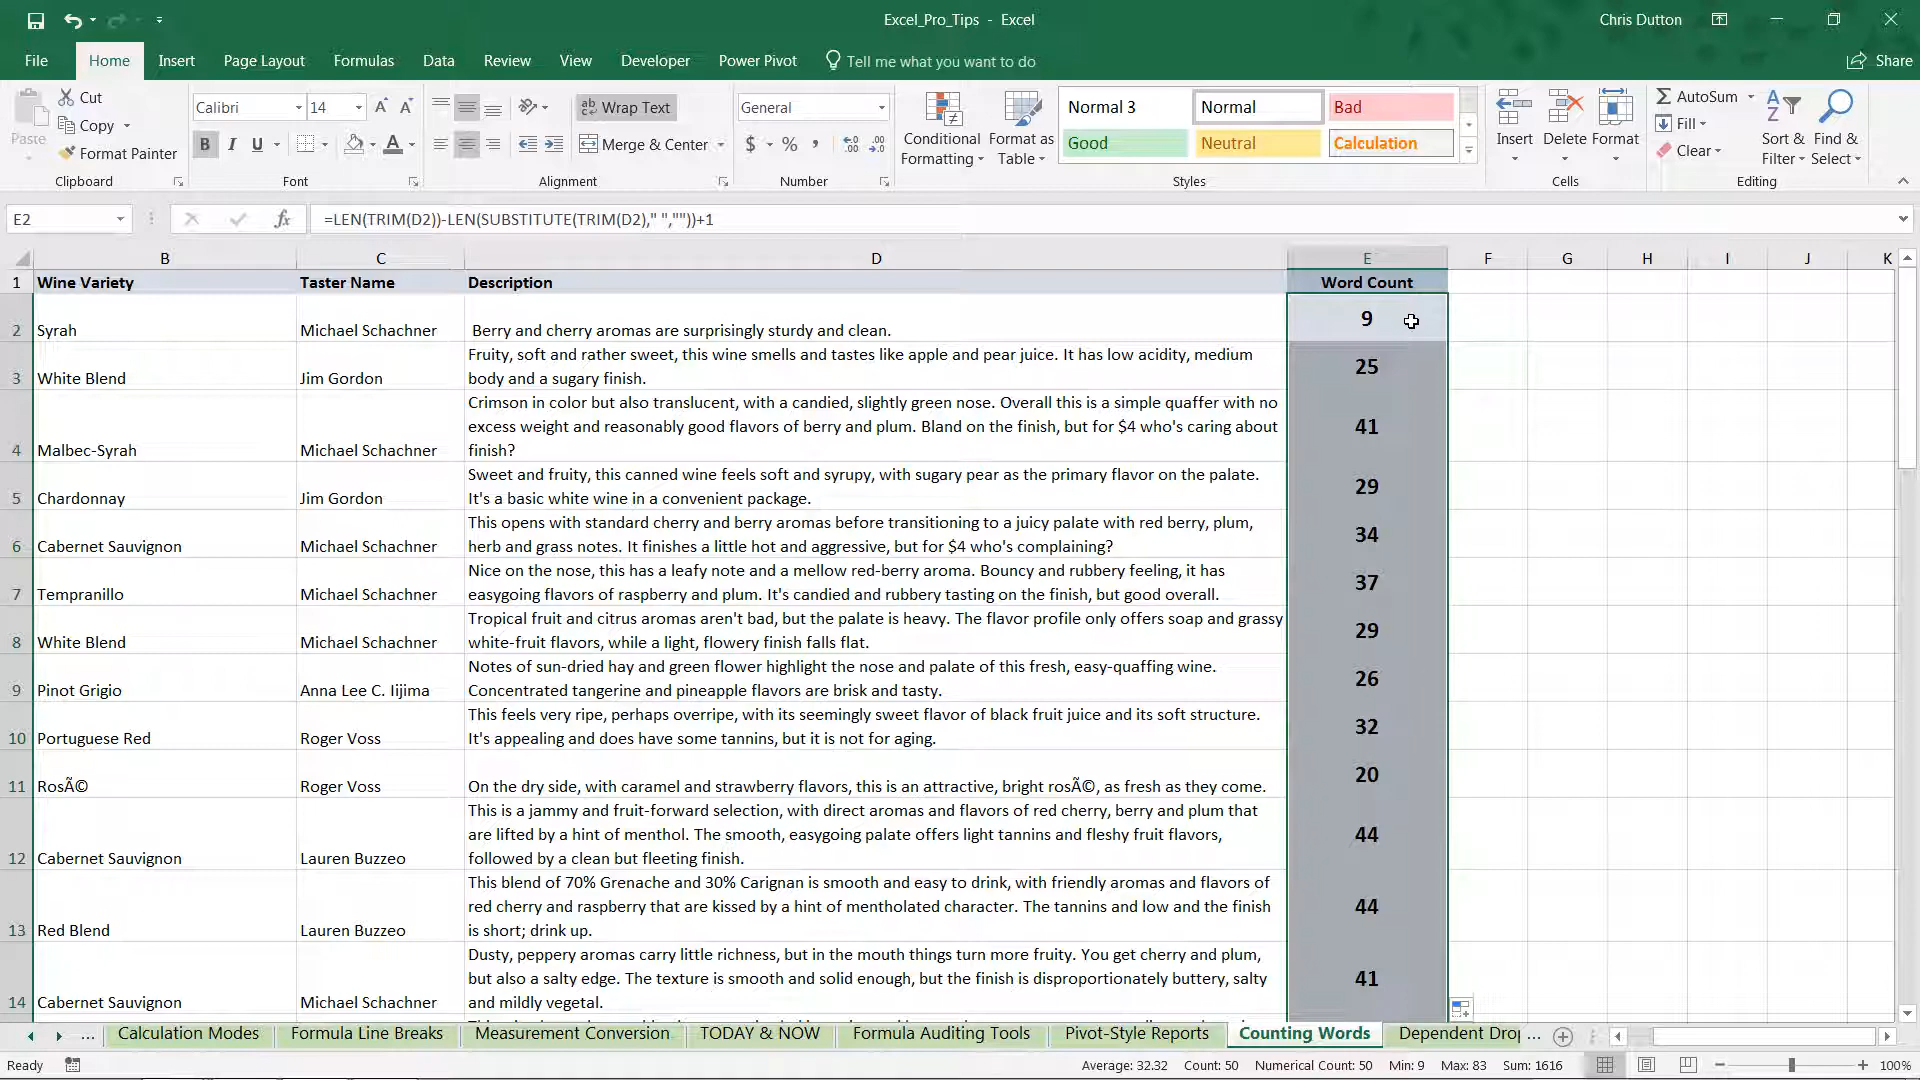 Excel_Pro_Tips - Excel
Chris Dutton
File Home Insert Page Layout Formulas Data Review View Developer Power Pivot Tell me what you want to do Share
Paste
Cut
Copy
Format Painter
Clipboard
Calibri 14
B I U
Font
Wrap Text
Merge & Center
Alignment
General
$ % ,
Number
Conditional
Formatting
Format as
Table
Normal 3 Normal Bad
Good Neutral Calculation
Styles
Insert Delete Format
Cells
AutoSum
Fill
Clear
Sort &
Filter
Find &
Select
Editing
E2 fx =LEN(TRIM(D2))-LEN(SUBSTITUTE(TRIM(D2)," ",""))+1
B C D E F G H I J K
1 Wine Variety Taster Name Description Word Count
2 Syrah Michael Schachner Berry and cherry aromas are surprisingly sturdy and clean. 9
Fruity, soft and rather sweet, this wine smells and tastes like apple and pear juice. It has low acidity, medium
3 White Blend Jim Gordon body and a sugary finish. 25
Crimson in color but also translucent, with a candied, slightly green nose. Overall this is a simple quaffer with no
excess weight and reasonably good flavors of berry and plum. Bland on the finish, but for $4 who's caring about
4 Malbec-Syrah Michael Schachner finish? 41
Sweet and fruity, this canned wine feels soft and syrupy, with sugary pear as the primary flavor on the palate.
5 Chardonnay Jim Gordon It's a basic white wine in a convenient package. 29
This opens with standard cherry and berry aromas before transitioning to a juicy palate with red berry, plum,
6 Cabernet Sauvignon Michael Schachner herb and grass notes. It finishes a little hot and aggressive, but for $4 who's complaining? 34
Nice on the nose, this has a leafy note and a mellow red-berry aroma. Bouncy and rubbery feeling, it has
7 Tempranillo Michael Schachner easygoing flavors of raspberry and plum. It's candied and rubbery tasting on the finish, but good overall. 37
Tropical fruit and citrus aromas aren't bad, but the palate is heavy. The flavor profile only offers soap and grassy
8 White Blend Michael Schachner white-fruit flavors, while a light, flowery finish falls flat. 29
Notes of sun-dried hay and green flower highlight the nose and palate of this fresh, easy-quaffing wine.
9 Pinot Grigio Anna Lee C. Iijima Concentrated tangerine and pineapple flavors are brisk and tasty. 26
This feels very ripe, perhaps overripe, with its seemingly sweet flavor of black fruit juice and its soft structure.
10 Portuguese Red Roger Voss It's appealing and does have some tannins, but it is not for aging. 32
11 RosÃ© Roger Voss On the dry side, with caramel and strawberry flavors, this is an attractive, bright rosÃ©, as fresh as they come. 20
This is a jammy and fruit-forward selection, with direct aromas and flavors of red cherry, berry and plum that
are lifted by a hint of menthol. The smooth, easygoing palate offers light tannins and fleshy fruit flavors,
12 Cabernet Sauvignon Lauren Buzzeo followed by a clean but fleeting finish. 44
This blend of 70% Grenache and 30% Carignan is smooth and easy to drink, with friendly aromas and flavors of
red cherry and raspberry that are kissed by a hint of mentholated character. The tannins and low and the finish
13 Red Blend Lauren Buzzeo is short; drink up. 44
Dusty, peppery aromas carry little richness, but in the mouth things turn more fruity. You get cherry and plum,
but also a salty edge. The texture is smooth and solid enough, but the finish is disproportionately buttery, salty
14 Cabernet Sauvignon Michael Schachner and mildly vegetal. 41
... Calculation Modes Formula Line Breaks Measurement Conversion TODAY & NOW Formula Auditing Tools Pivot-Style Reports Counting Words Dependent Drop ...
Ready Average: 32.32 Count: 50 Numerical Count: 50 Min: 9 Max: 83 Sum: 1616 100%